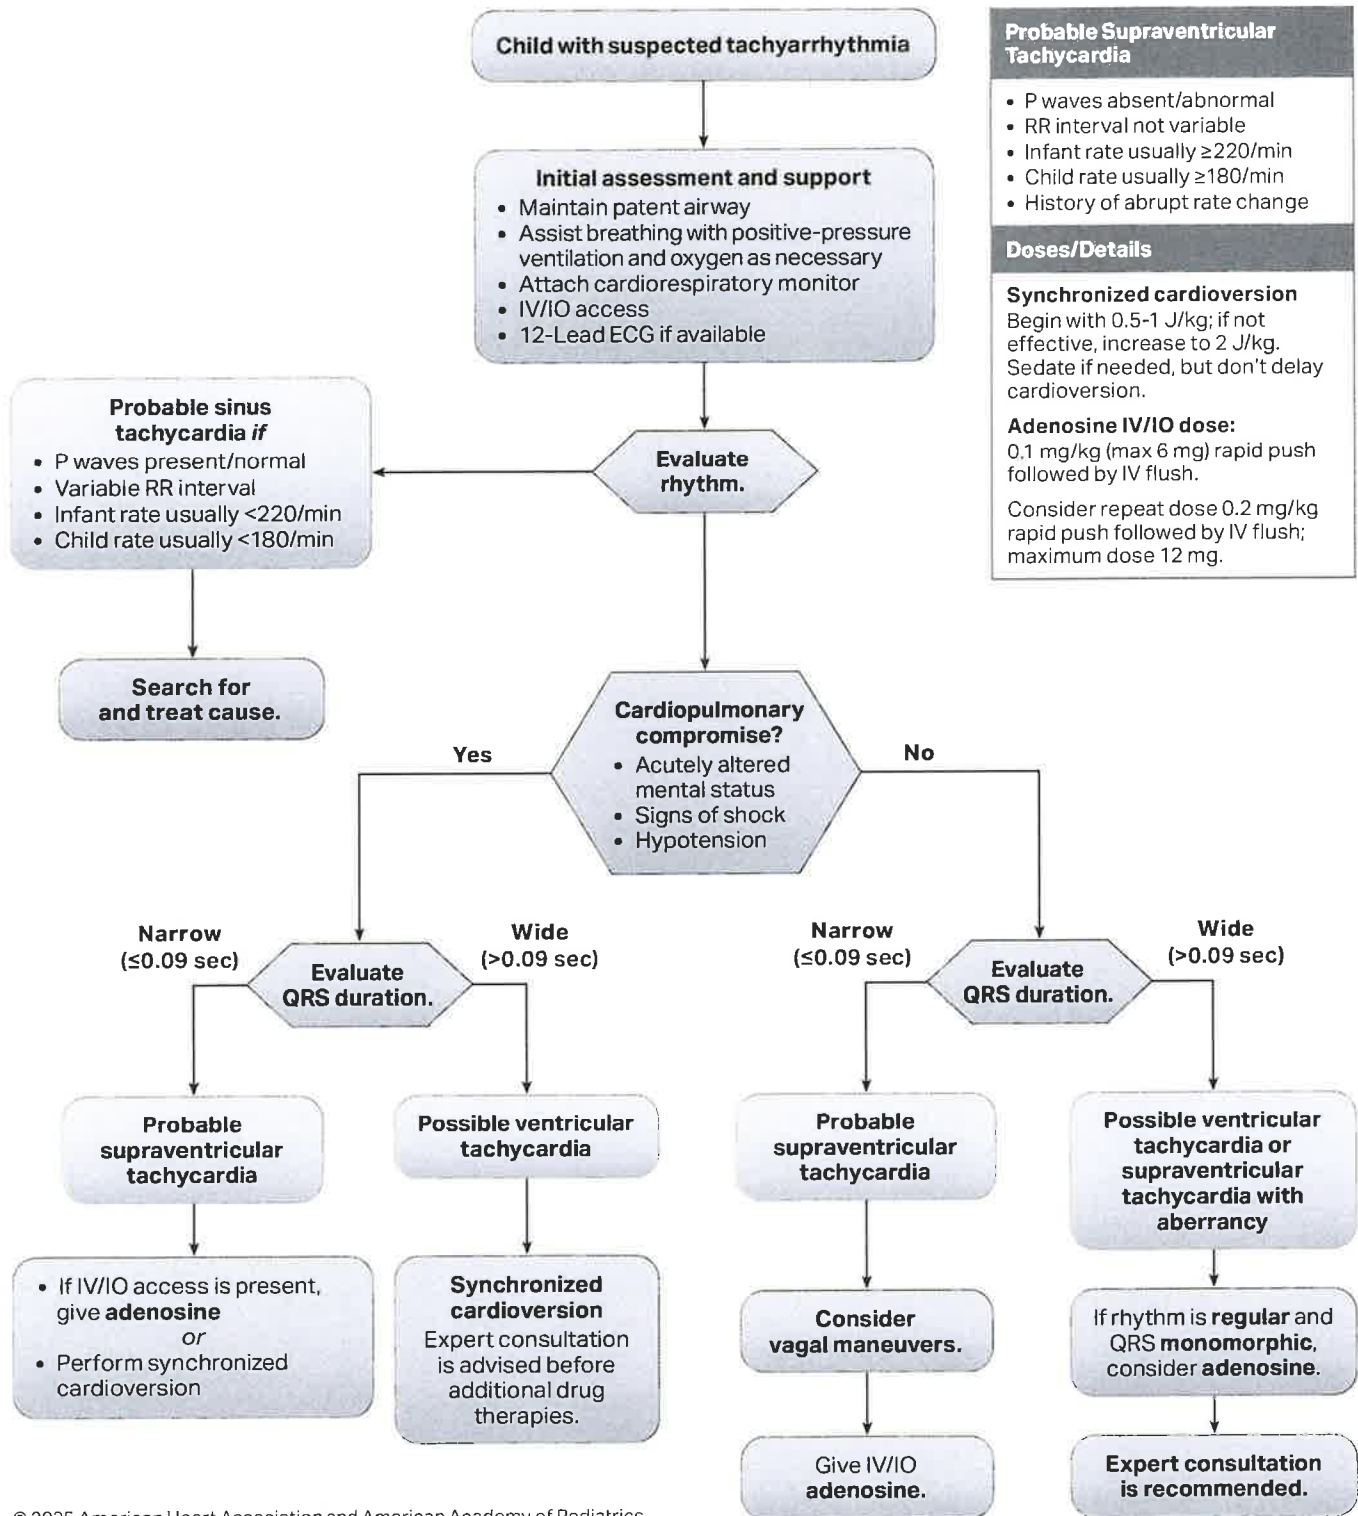 Child with suspected tachyarrhythmia
Initial assessment and support
• Maintain patent airway
• Assist breathing with positive-pressure
ventilation and oxygen as necessary
• Attach cardiorespiratory monitor
• IV/IO access
• 12-Lead ECG if available
Probable Supraventricular
Tachycardia
• P waves absent/abnormal
• RR interval not variable
• Infant rate usually ≥220/min
• Child rate usually ≥180/min
• History of abrupt rate change
Doses/Details
Synchronized cardioversion
Begin with 0.5-1 J/kg; if not
effective, increase to 2 J/kg.
Sedate if needed, but don't delay
cardioversion.
Adenosine IV/IO dose:
0.1 mg/kg (max 6 mg) rapid push
followed by IV flush.
Consider repeat dose 0.2 mg/kg
rapid push followed by IV flush;
maximum dose 12 mg.
Evaluate
rhythm.
Probable sinus
tachycardia if
• P waves present/normal
• Variable RR interval
• Infant rate usually <220/min
• Child rate usually <180/min
Search for
and treat cause.
Cardiopulmonary
compromise?
• Acutely altered
mental status
• Signs of shock
• Hypotension
Yes
No
Narrow
(≤0.09 sec)
Evaluate
QRS duration.
Wide
(>0.09 sec)
Narrow
(≤0.09 sec)
Evaluate
QRS duration.
Wide
(>0.09 sec)
Probable
supraventricular
tachycardia
• If IV/IO access is present,
give adenosine
or
• Perform synchronized
cardioversion
Possible ventricular
tachycardia
Synchronized
cardioversion
Expert consultation
is advised before
additional drug
therapies.
Probable
supraventricular
tachycardia
Consider
vagal maneuvers.
Give IV/IO
adenosine.
Possible ventricular
tachycardia or
supraventricular
tachycardia with
aberrancy
If rhythm is regular and
QRS monomorphic,
consider adenosine.
Expert consultation
is recommended.
© 2025 American Heart Association and American Academy of Pediatrics